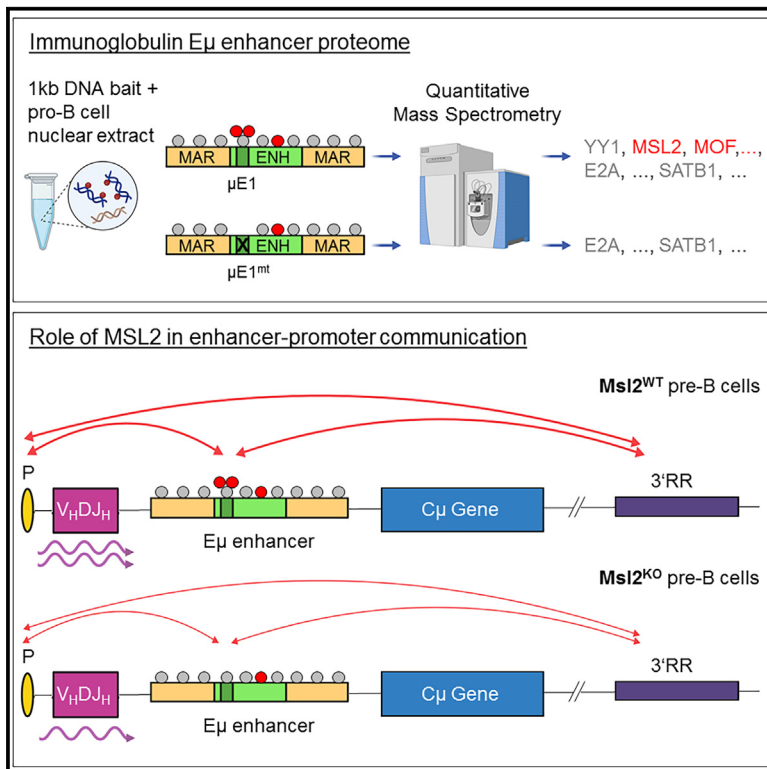 Immunoglobulin Eμ enhancer proteome
1kb DNA bait +
pro-B cell
nuclear extract
MAR ENH MAR
μE1
MAR X ENH MAR
μE1mt
Quantitative
Mass Spectrometry
YY1, MSL2, MOF,...,
E2A, ..., SATB1, ...
E2A, ..., SATB1, ...
Role of MSL2 in enhancer-promoter communication
Msl2WT pre-B cells
P
VHDJH
Eμ enhancer
Cμ Gene
//
3'RR
Msl2KO pre-B cells
P
VHDJH
Eμ enhancer
Cμ Gene
//
3'RR